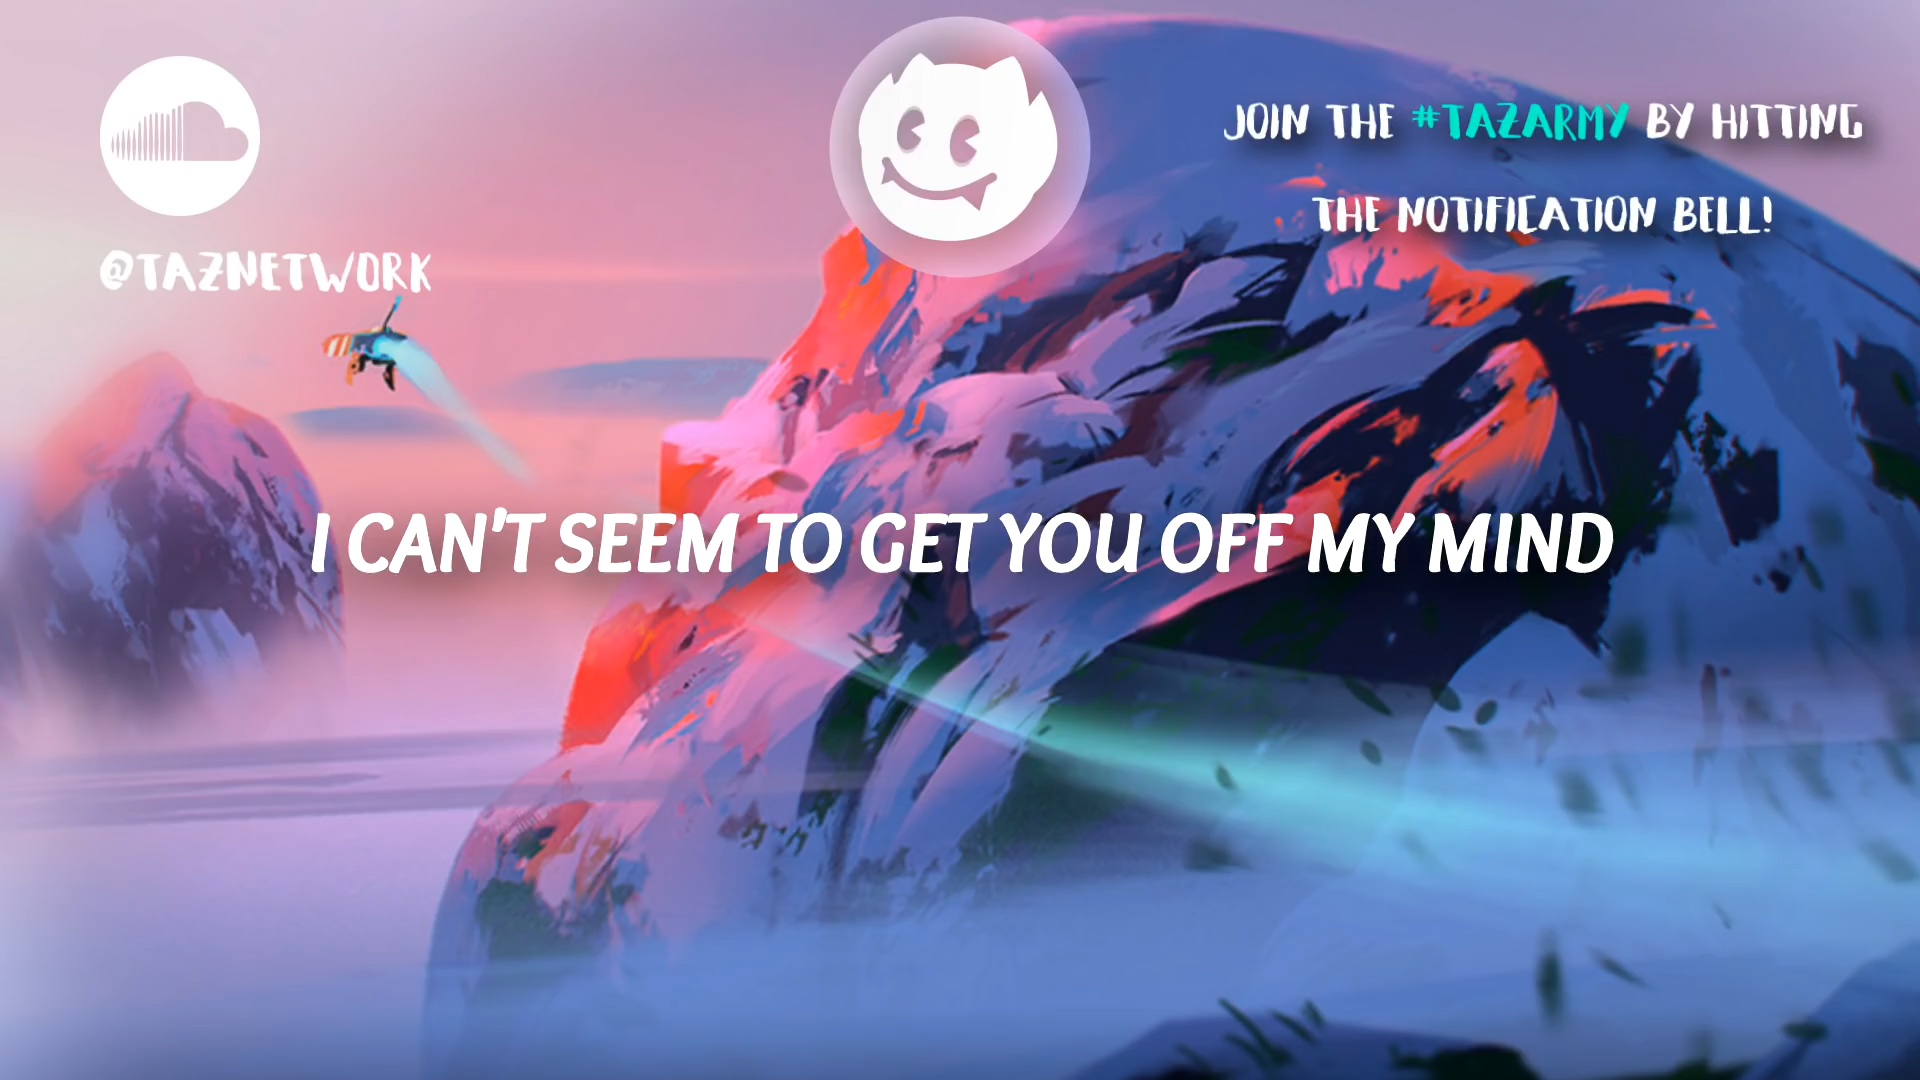 @TAZNETWORK
JOIN THE #TAZARMY BY HITTING
THE NOTIFICATION BELL!
I CAN'T SEEM TO GET YOU OFF MY MIND